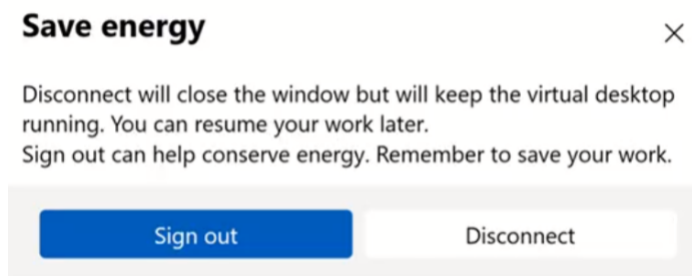 Save energy
Disconnect will close the window but will keep the virtual desktop
running. You can resume your work later.
Sign out can help conserve energy. Remember to save your work.
Sign out
Disconnect